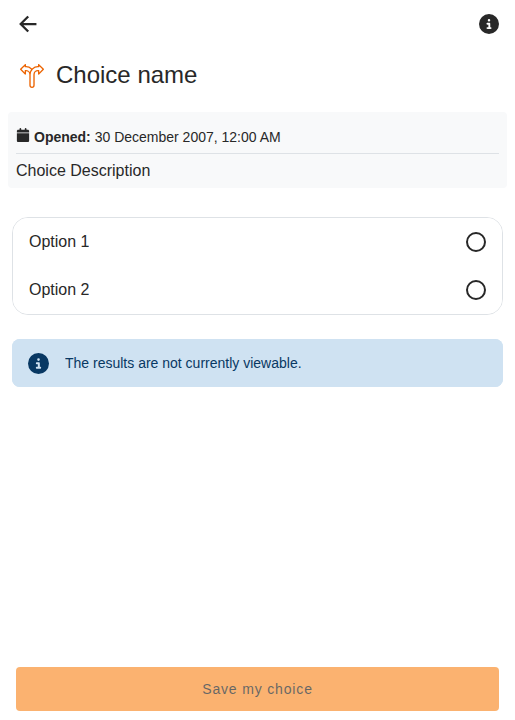 Choice name
Opened: 30 December 2007, 12:00 AM
Choice Description
Option 1
Option 2
The results are not currently viewable.
Save my choice